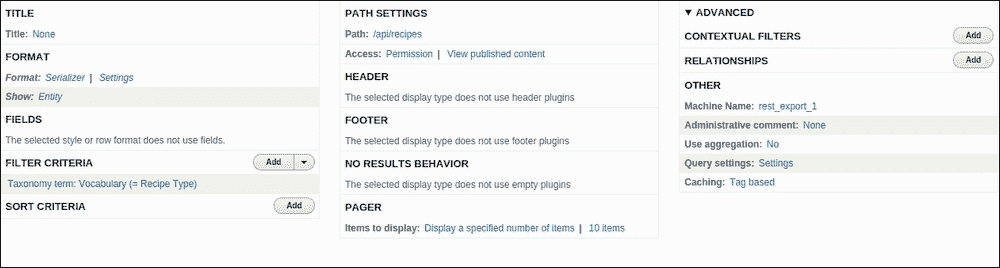 TITLE
Title: None
FORMAT
Format: Serializer | Settings
Show: Entity
FIELDS
The selected style or row format does not use fields.
FILTER CRITERIA Add
Taxonomy term: Vocabulary (= Recipe Type)
SORT CRITERIA Add
PATH SETTINGS
Path: /api/recipes
Access: Permission | View published content
HEADER
The selected display type does not use header plugins
FOOTER
The selected display type does not use footer plugins
NO RESULTS BEHAVIOR
The selected display type does not use empty plugins
PAGER
Items to display: Display a specified number of items | 10 items
▼ ADVANCED
CONTEXTUAL FILTERS Add
RELATIONSHIPS Add
OTHER
Machine Name: rest_export_1
Administrative comment: None
Use aggregation: No
Query settings: Settings
Caching: Tag based